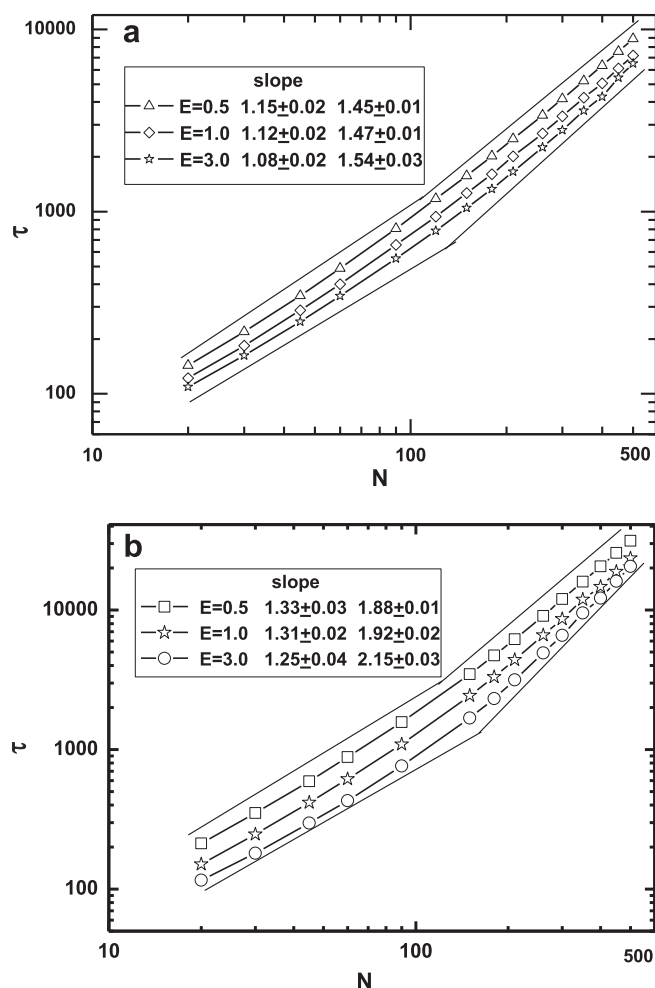 a
10000
1000
100
slope
E=0.5 1.15±0.02 1.45±0.01
E=1.0 1.12±0.02 1.47±0.01
E=3.0 1.08±0.02 1.54±0.03
τ
10 100 500
N
b
10000
1000
100
slope
E=0.5 1.33±0.03 1.88±0.01
E=1.0 1.31±0.02 1.92±0.02
E=3.0 1.25±0.04 2.15±0.03
τ
10 100 500
N